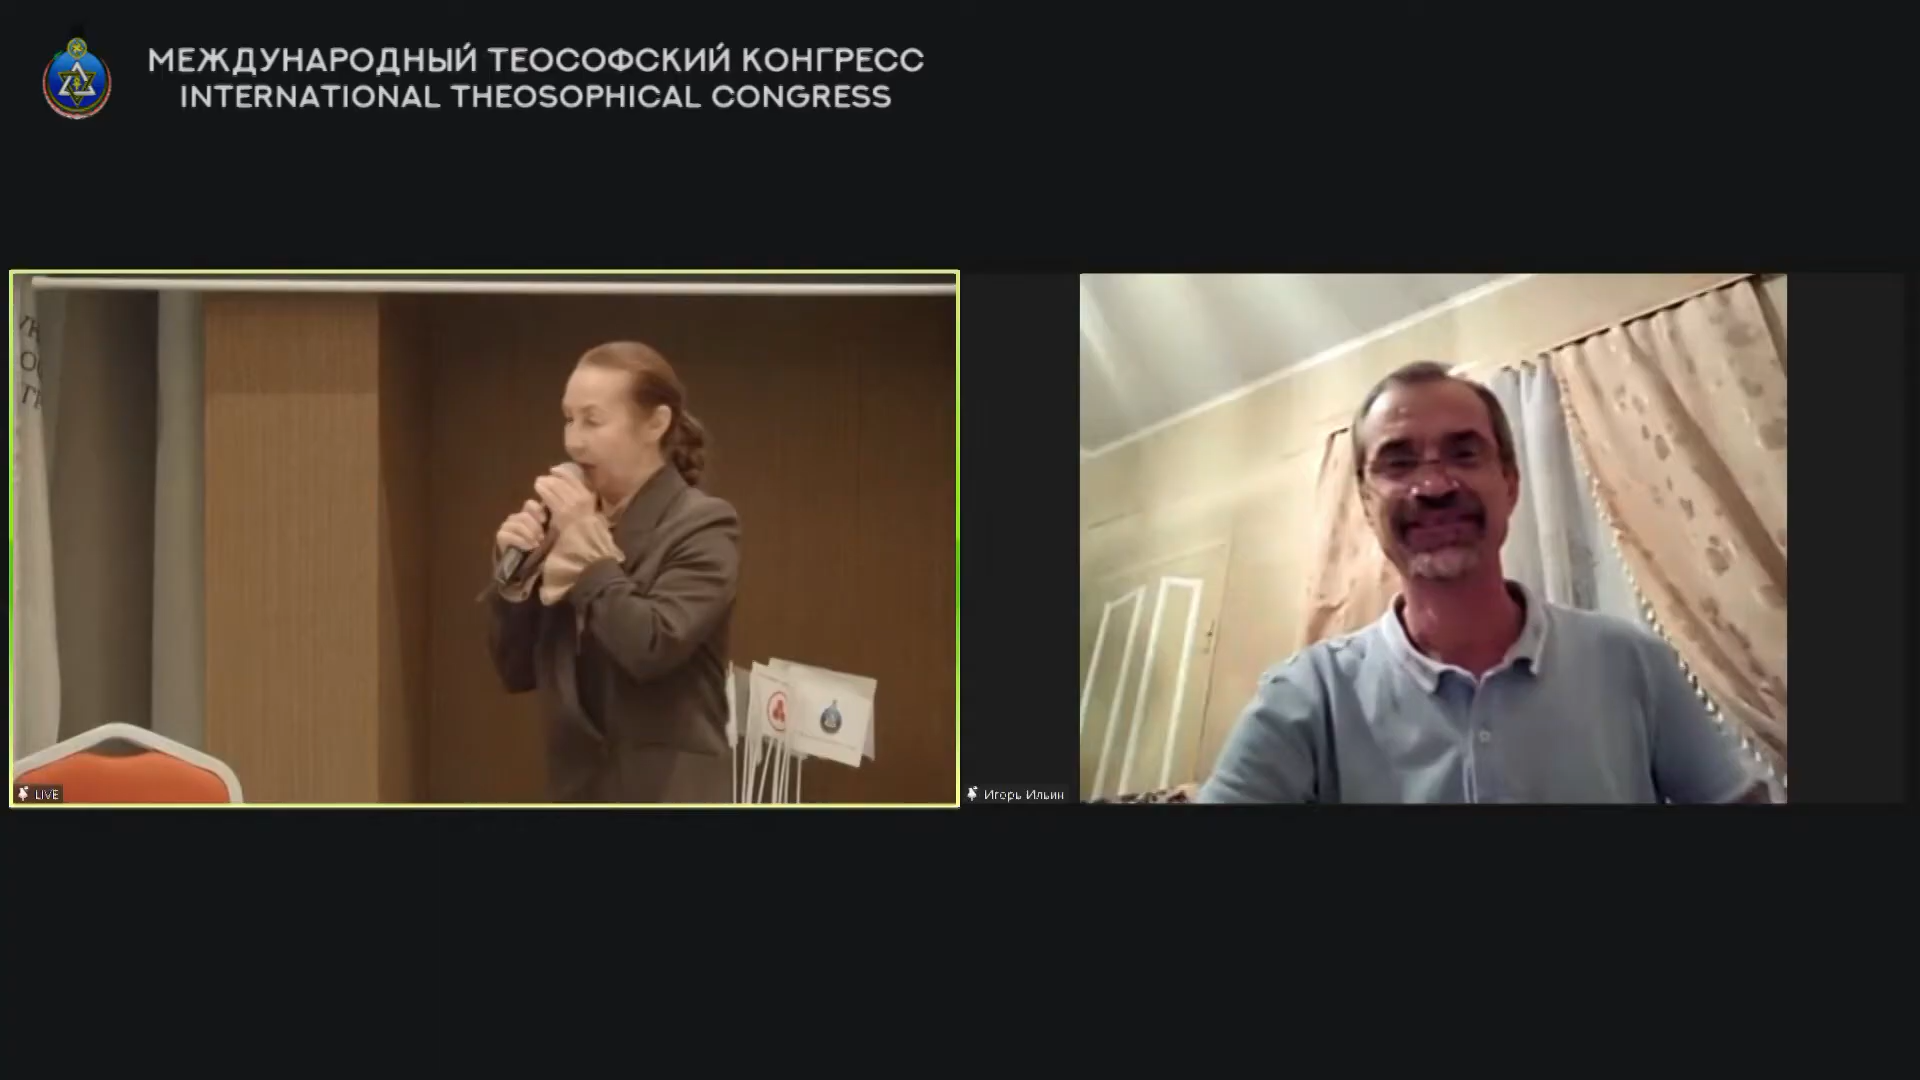 МЕЖДУНАРОДНЫЙ ТЕОСОФСКИЙ КОНГРЕСС
INTERNATIONAL THEOSOPHICAL CONGRESS
LIVE
Игорь Ильин